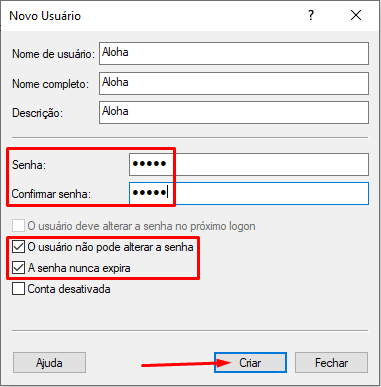 Novo Usuário
Nome de usuário: Aloha
Nome completo: Aloha
Descrição: Aloha
Senha: •••••
Confirmar senha: •••••
O usuário deve alterar a senha no próximo logon
O usuário não pode alterar a senha
A senha nunca expira
Conta desativada
Ajuda Criar Fechar